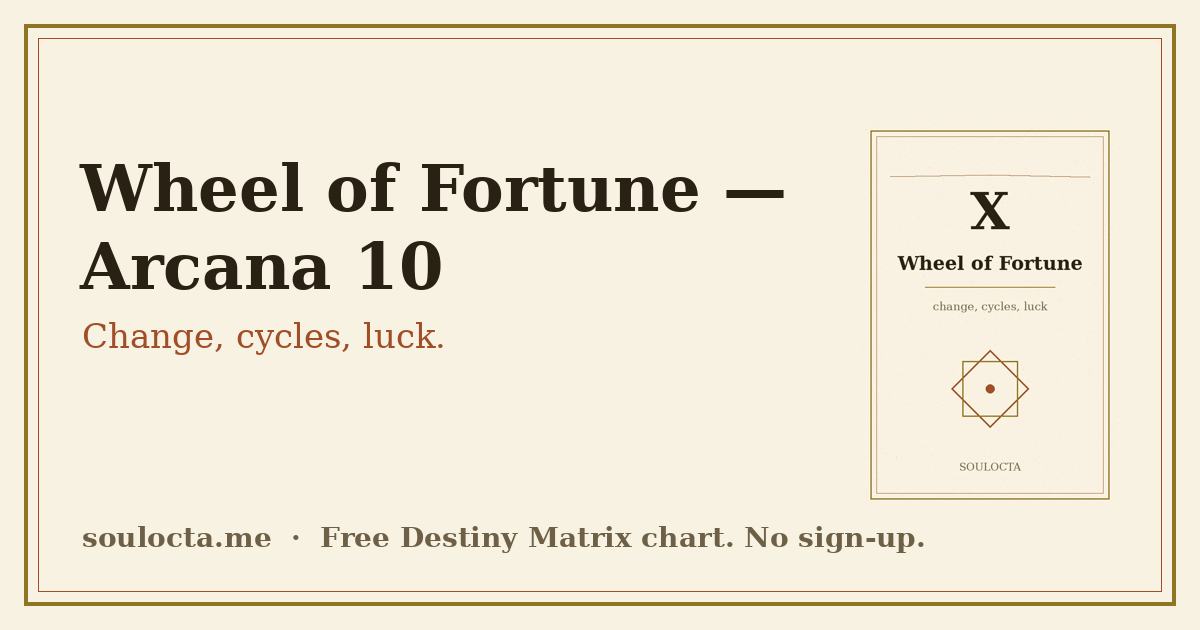 Wheel of Fortune —
Arcana 10
Change, cycles, luck.
X
Wheel of Fortune
change, cycles, luck
SOULOCTA
soulocta.me · Free Destiny Matrix chart. No sign-up.